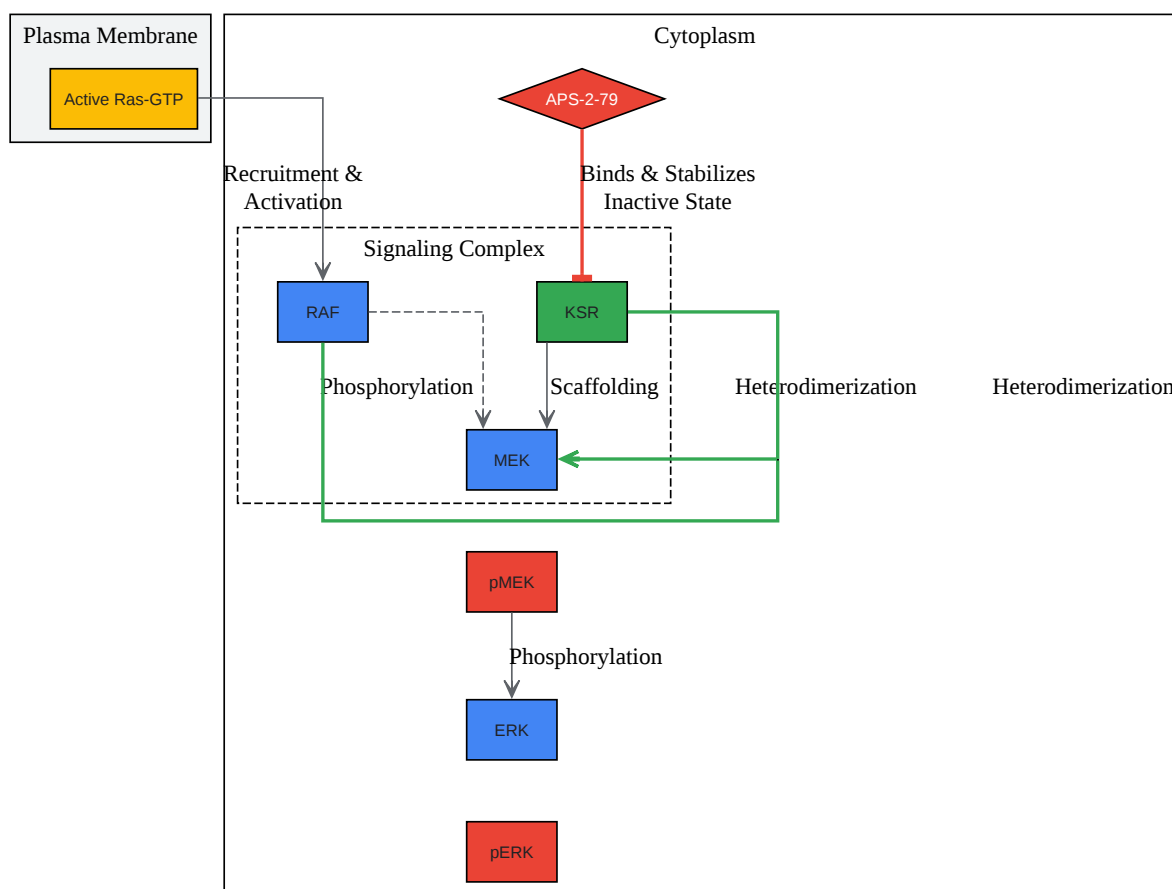 Plasma Membrane
Cytoplasm
Active Ras-GTP
APS-2-79
Recruitment &
Activation
Binds & Stabilizes
Inactive State
Signaling Complex
RAF
KSR
Phosphorylation
Scaffolding
Heterodimerization
Heterodimerization
MEK
pMEK
Phosphorylation
ERK
pERK